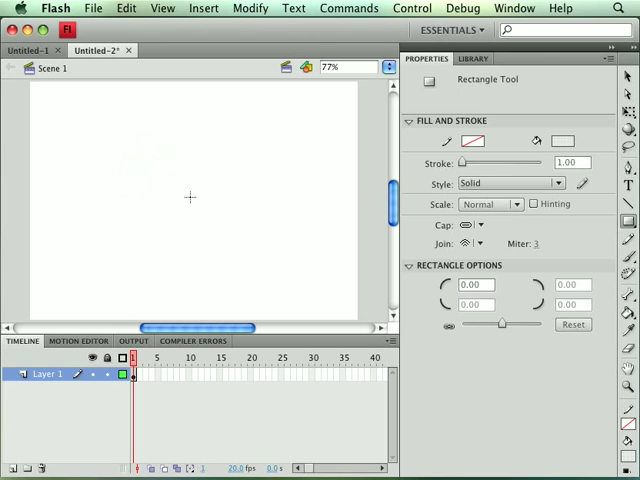 Flash File Edit View Insert Modify Text Commands Control Debug Window Help
Fl ESSENTIALS
Untitled-1 Untitled-2*
Scene 1 77%
PROPERTIES LIBRARY
Rectangle Tool
FILL AND STROKE
Stroke: 1.00
Style: Solid
Scale: Normal Hinting
Cap:
Join: Miter: 3
RECTANGLE OPTIONS
0.00 0.00
0.00 0.00
Reset
TIMELINE MOTION EDITOR OUTPUT COMPILER ERRORS
1 5 10 15 20 25 30 35 40
Layer 1
1 20.0 fps 0.0 s